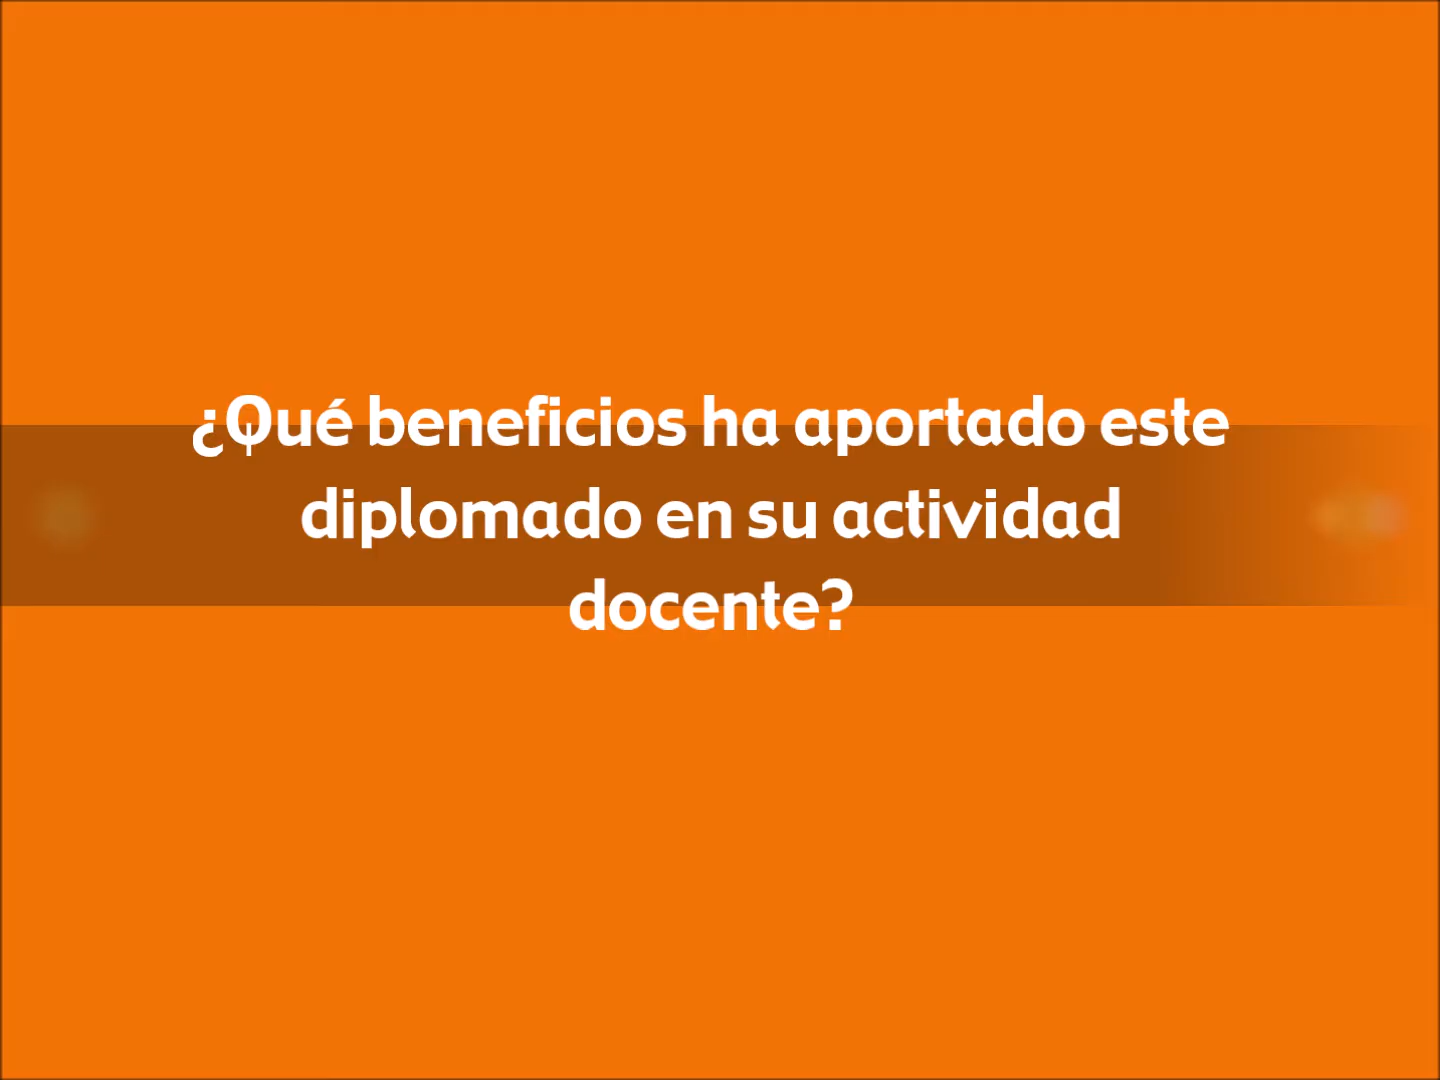 ¿Qué beneficios ha aportado este
diplomado en su actividad
docente?